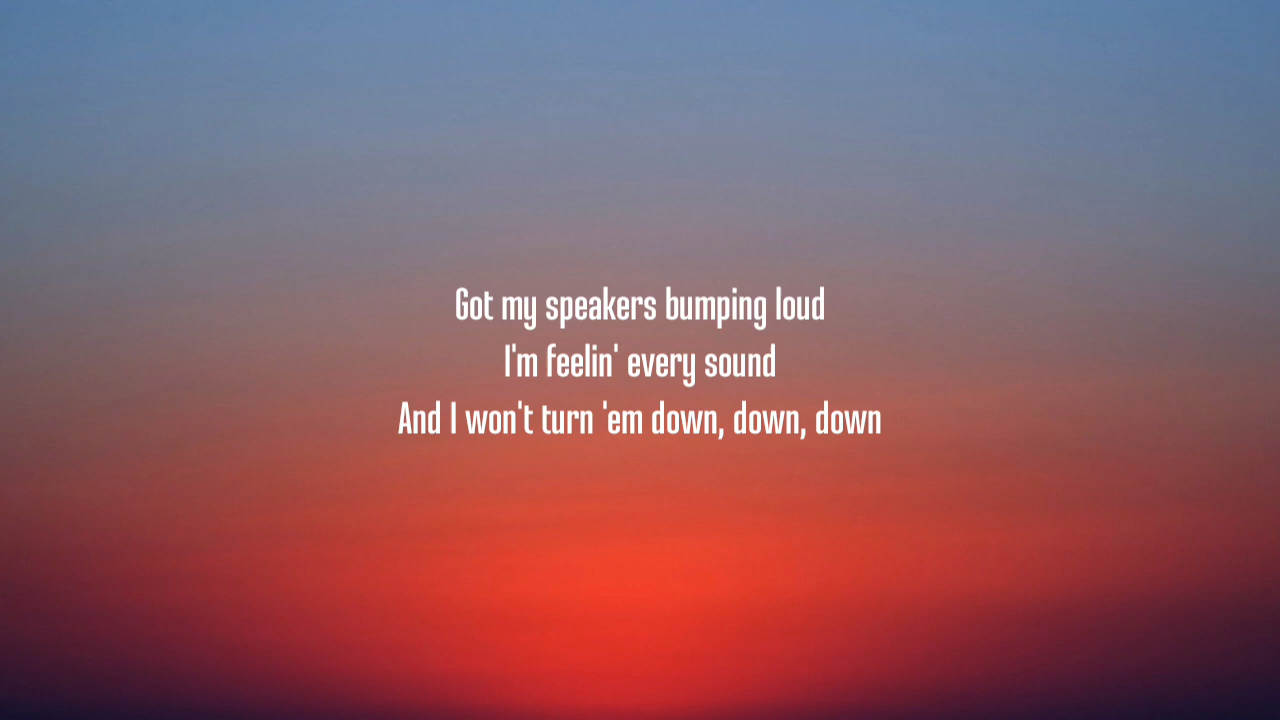 Got my speakers bumping loud
I'm feelin' every sound
And I won't turn 'em down, down, down